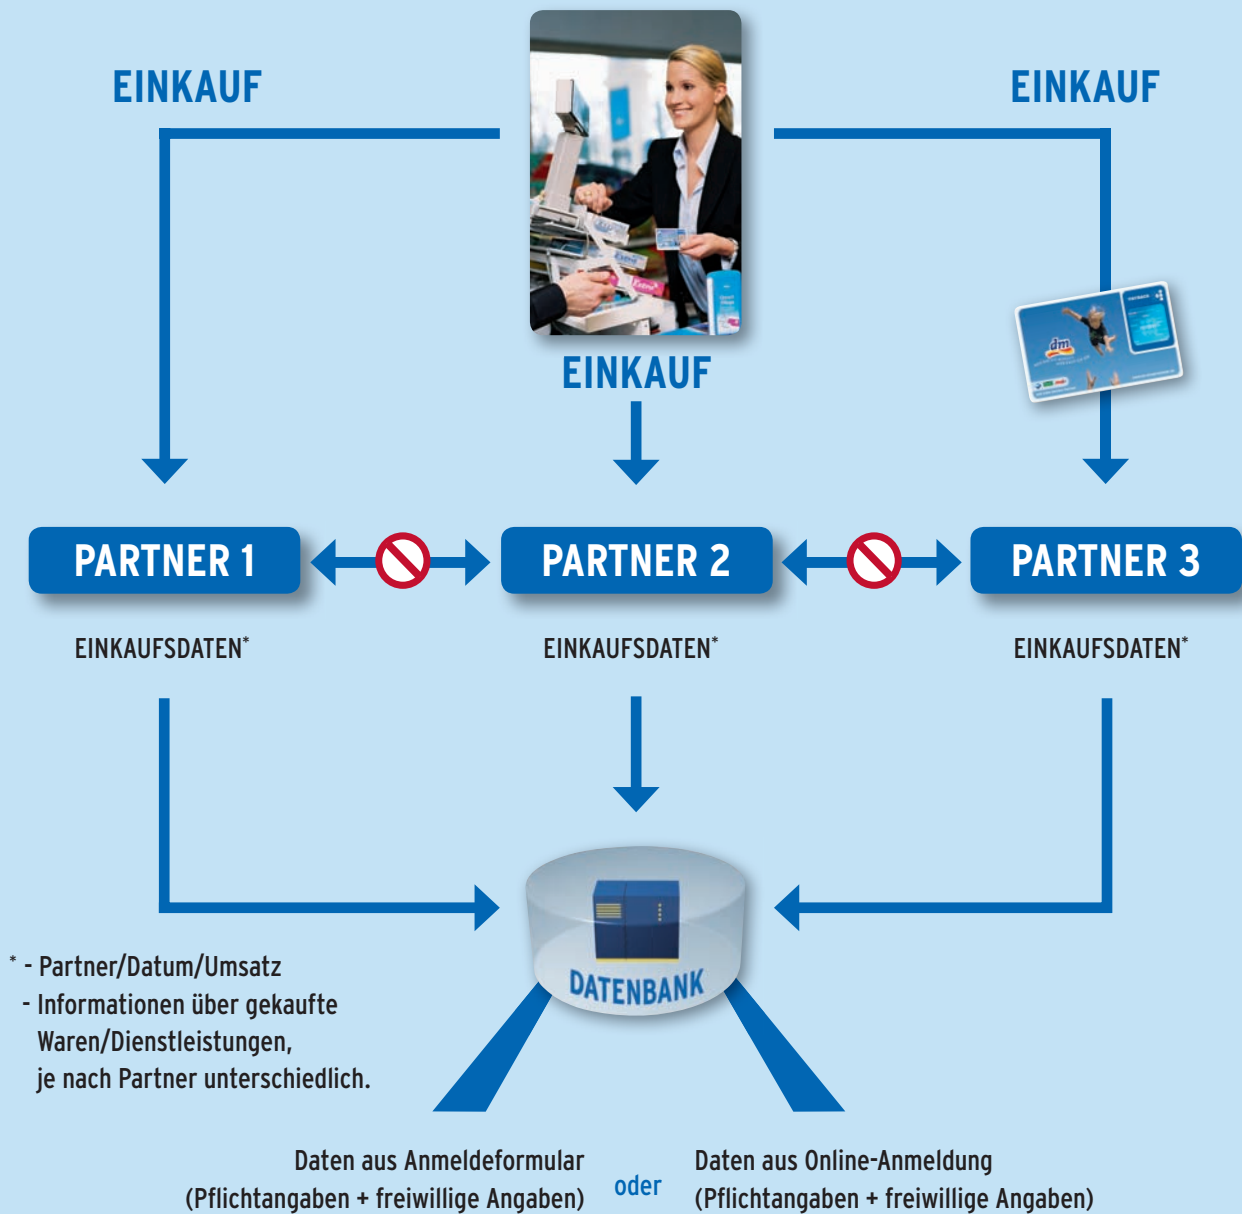 EINKAUF
EINKAUF
EINKAUF
dm
PARTNER 1
PARTNER 2
PARTNER 3
EINKAUFSDATEN*
EINKAUFSDATEN*
EINKAUFSDATEN*
DATENBANK
* - Partner/Datum/Umsatz
- Informationen über gekaufte
Waren/Dienstleistungen,
je nach Partner unterschiedlich.
Daten aus Anmeldeformular
(Pflichtangaben + freiwillige Angaben)
oder
Daten aus Online-Anmeldung
(Pflichtangaben + freiwillige Angaben)